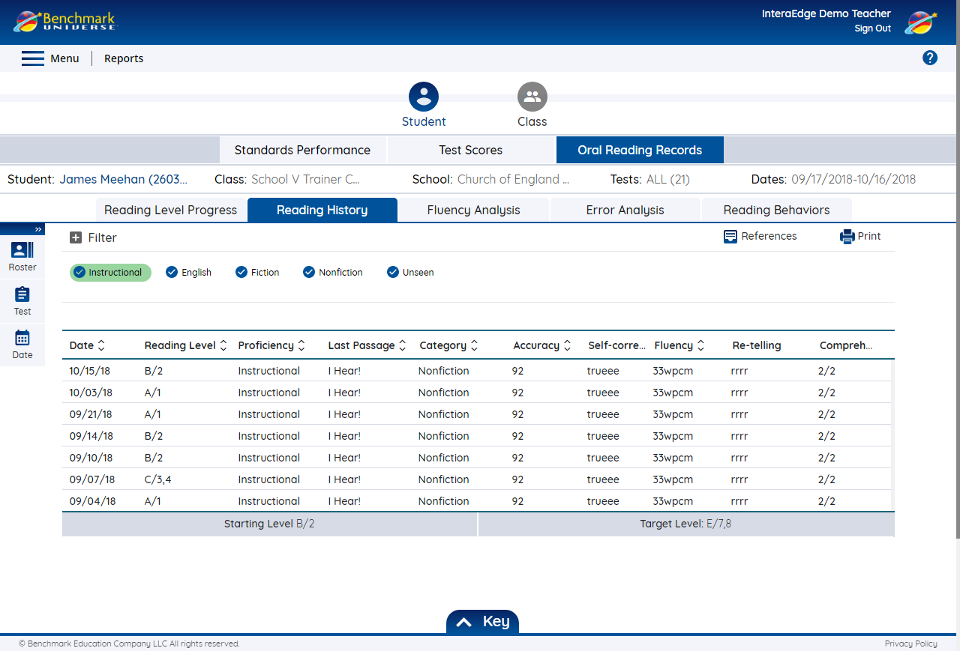 Benchmark
UNIVERSE
InteraEdge Demo Teacher
Sign Out
Menu
Reports
?
Student
Class
Standards Performance
Test Scores
Oral Reading Records
Student: James Meehan (2603...
Class: School V Trainer C...
School: Church of England ...
Tests: ALL (21)
Dates: 09/17/2018-10/16/2018
Reading Level Progress
Reading History
Fluency Analysis
Error Analysis
Reading Behaviors
»
Roster
Test
Date
Filter
References
Print
Instructional
English
Fiction
Nonfiction
Unseen
Date Reading Level Proficiency Last Passage Category Accuracy Self-corre... Fluency Re-telling Compreh...
10/15/18 B/2 Instructional I Hear! Nonfiction 92 trueee 33wpcm rrrr 2/2
10/03/18 A/1 Instructional I Hear! Nonfiction 92 trueee 33wpcm rrrr 2/2
09/21/18 A/1 Instructional I Hear! Nonfiction 92 trueee 33wpcm rrrr 2/2
09/14/18 B/2 Instructional I Hear! Nonfiction 92 trueee 33wpcm rrrr 2/2
09/10/18 B/2 Instructional I Hear! Nonfiction 92 trueee 33wpcm rrrr 2/2
09/07/18 C/3,4 Instructional I Hear! Nonfiction 92 trueee 33wpcm rrrr 2/2
09/04/18 A/1 Instructional I Hear! Nonfiction 92 trueee 33wpcm rrrr 2/2
Starting Level B/2
Target Level: E/7,8
Key
© Benchmark Education Company LLC All rights reserved.
Privacy Policy